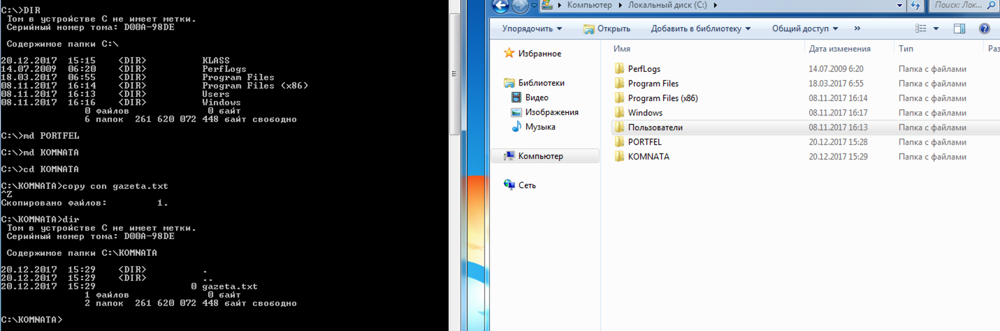 C:\>DIR
Том в устройстве C не имеет метки.
Серийный номер тома: D00A-98DE
Содержимое папки C:\
20.12.2017 15:15 <DIR> KLASS
14.07.2009 06:20 <DIR> PerfLogs
18.03.2017 06:55 <DIR> Program Files
08.11.2017 16:14 <DIR> Program Files (x86)
08.11.2017 16:13 <DIR> Users
08.11.2017 16:16 <DIR> Windows
0 файлов 0 байт
6 папок 261 620 072 448 байт свободно
C:\>md PORTFEL
C:\>md KOMNATA
C:\>cd KOMNATA
C:\KOMNATA>copy con gazeta.txt
^Z
Скопировано файлов: 1.
C:\KOMNATA>dir
Том в устройстве C не имеет метки.
Серийный номер тома: D00A-98DE
Содержимое папки C:\KOMNATA
20.12.2017 15:29 <DIR> .
20.12.2017 15:29 <DIR> ..
20.12.2017 15:29 0 gazeta.txt
1 файлов 0 байт
2 папок 261 620 072 448 байт свободно
C:\KOMNATA>
Компьютер Локальный диск (C:)
Поиск: Лок...
Упорядочить Открыть Добавить в библиотеку Общий доступ »
Избранное
Библиотеки
Видео
Изображения
Музыка
Компьютер
Сеть
Имя Дата изменения Тип Раз
PerfLogs 14.07.2009 6:20 Папка с файлами
Program Files 18.03.2017 6:55 Папка с файлами
Program Files (x86) 08.11.2017 16:14 Папка с файлами
Windows 08.11.2017 16:17 Папка с файлами
Пользователи 08.11.2017 16:13 Папка с файлами
PORTFEL 20.12.2017 15:28 Папка с файлами
KOMNATA 20.12.2017 15:29 Папка с файлами